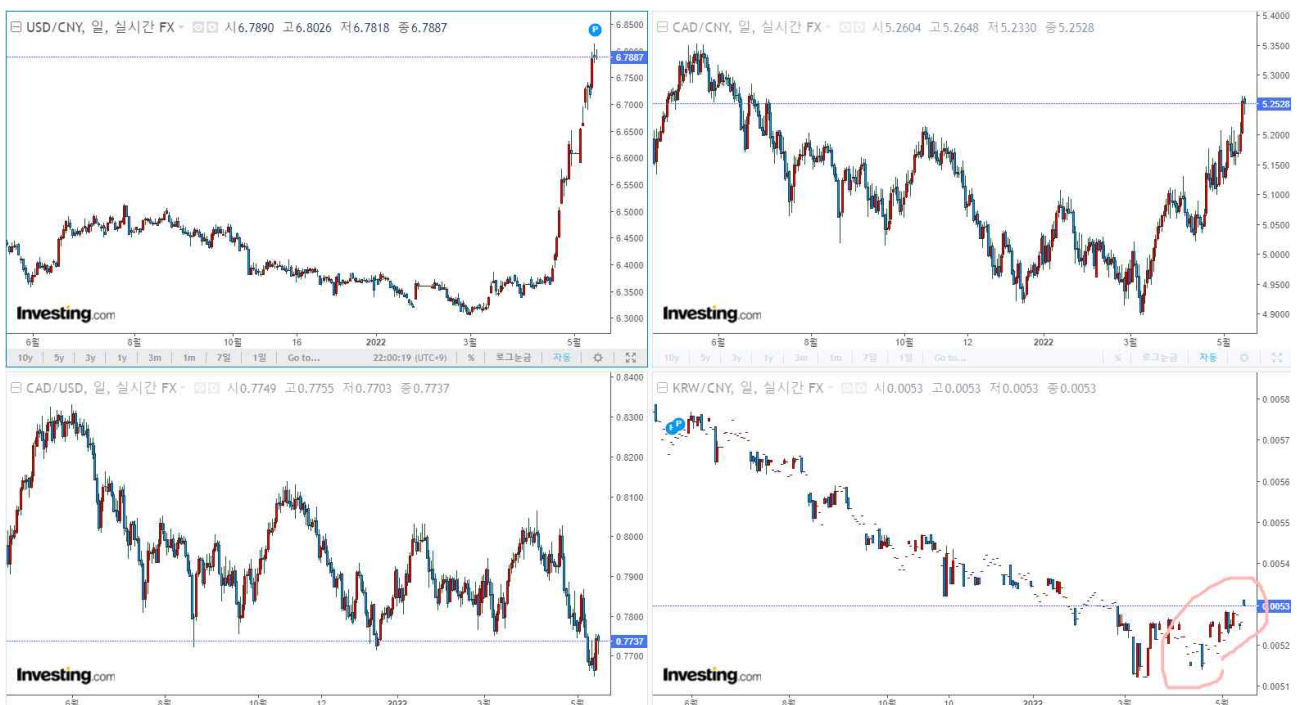 USD/CNY, 일, 실시간 FX 시6.7890 고6.8026 저6.7818 종6.7887
P
6.8500
6.7887
6.7500
6.7000
6.6500
6.6000
6.5500
6.5000
6.4500
6.4000
6.3500
6.3000
Investing.com
6월 8월 10월 16 2022 3월 5월
10y 5y 3y 1y 3m 1m 7일 1일 Go to... 22:00:19 (UTC+9) % 로그눈금 자동
CAD/CNY, 일, 실시간 FX 시5.2604 고5.2648 저5.2330 종5.2528
5.4000
5.3500
5.3000
5.2528
5.2000
5.1500
5.1000
5.0500
5.0000
4.9500
4.9000
Investing.com
6월 8월 10월 12 2022 3월 5월
10y 5y 3y 1y 3m 1m 7일 1일 Go to... % 로그눈금 자동
CAD/USD, 일, 실시간 FX 시0.7749 고0.7755 저0.7703 종0.7737
0.8400
0.8300
0.8200
0.8100
0.8000
0.7900
0.7800
0.7737
0.7700
Investing.com
6월 8월 10월 12 2022 3월 5월
KRW/CNY, 일, 실시간 FX 시0.0053 고0.0053 저0.0053 종0.0053
P
0.0058
0.0057
0.0056
0.0055
0.0054
0.0053
0.0052
0.0051
Investing.com
6월 8월 10월 12 2022 3월 5월